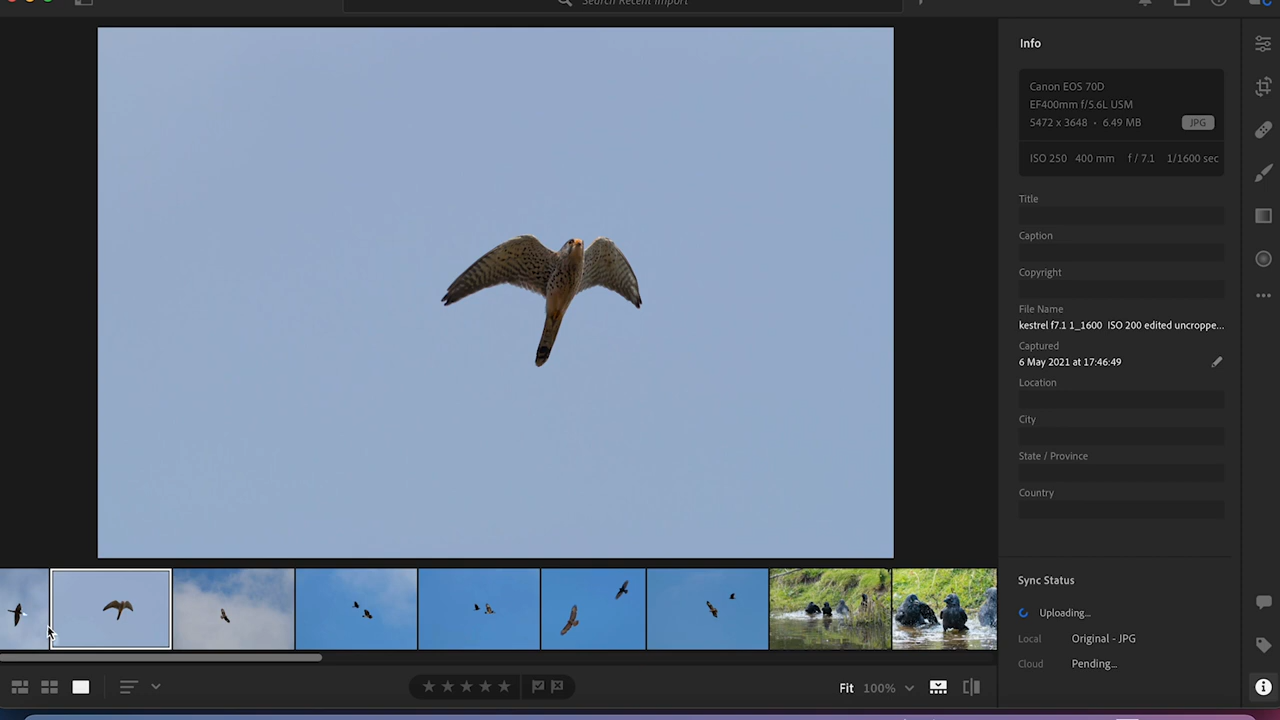 Search Recent Import
Info
Canon EOS 70D
EF400mm f/5.6L USM
5472 x 3648 • 6.49 MB
JPG
ISO 250 400 mm f / 7.1 1/1600 sec
Title
Caption
Copyright
File Name
kestrel f7.1 1_1600 ISO 200 edited uncroppe...
Captured
6 May 2021 at 17:46:49
Location
City
State / Province
Country
Sync Status
Uploading...
Local Original - JPG
Cloud Pending...
Fit 100%